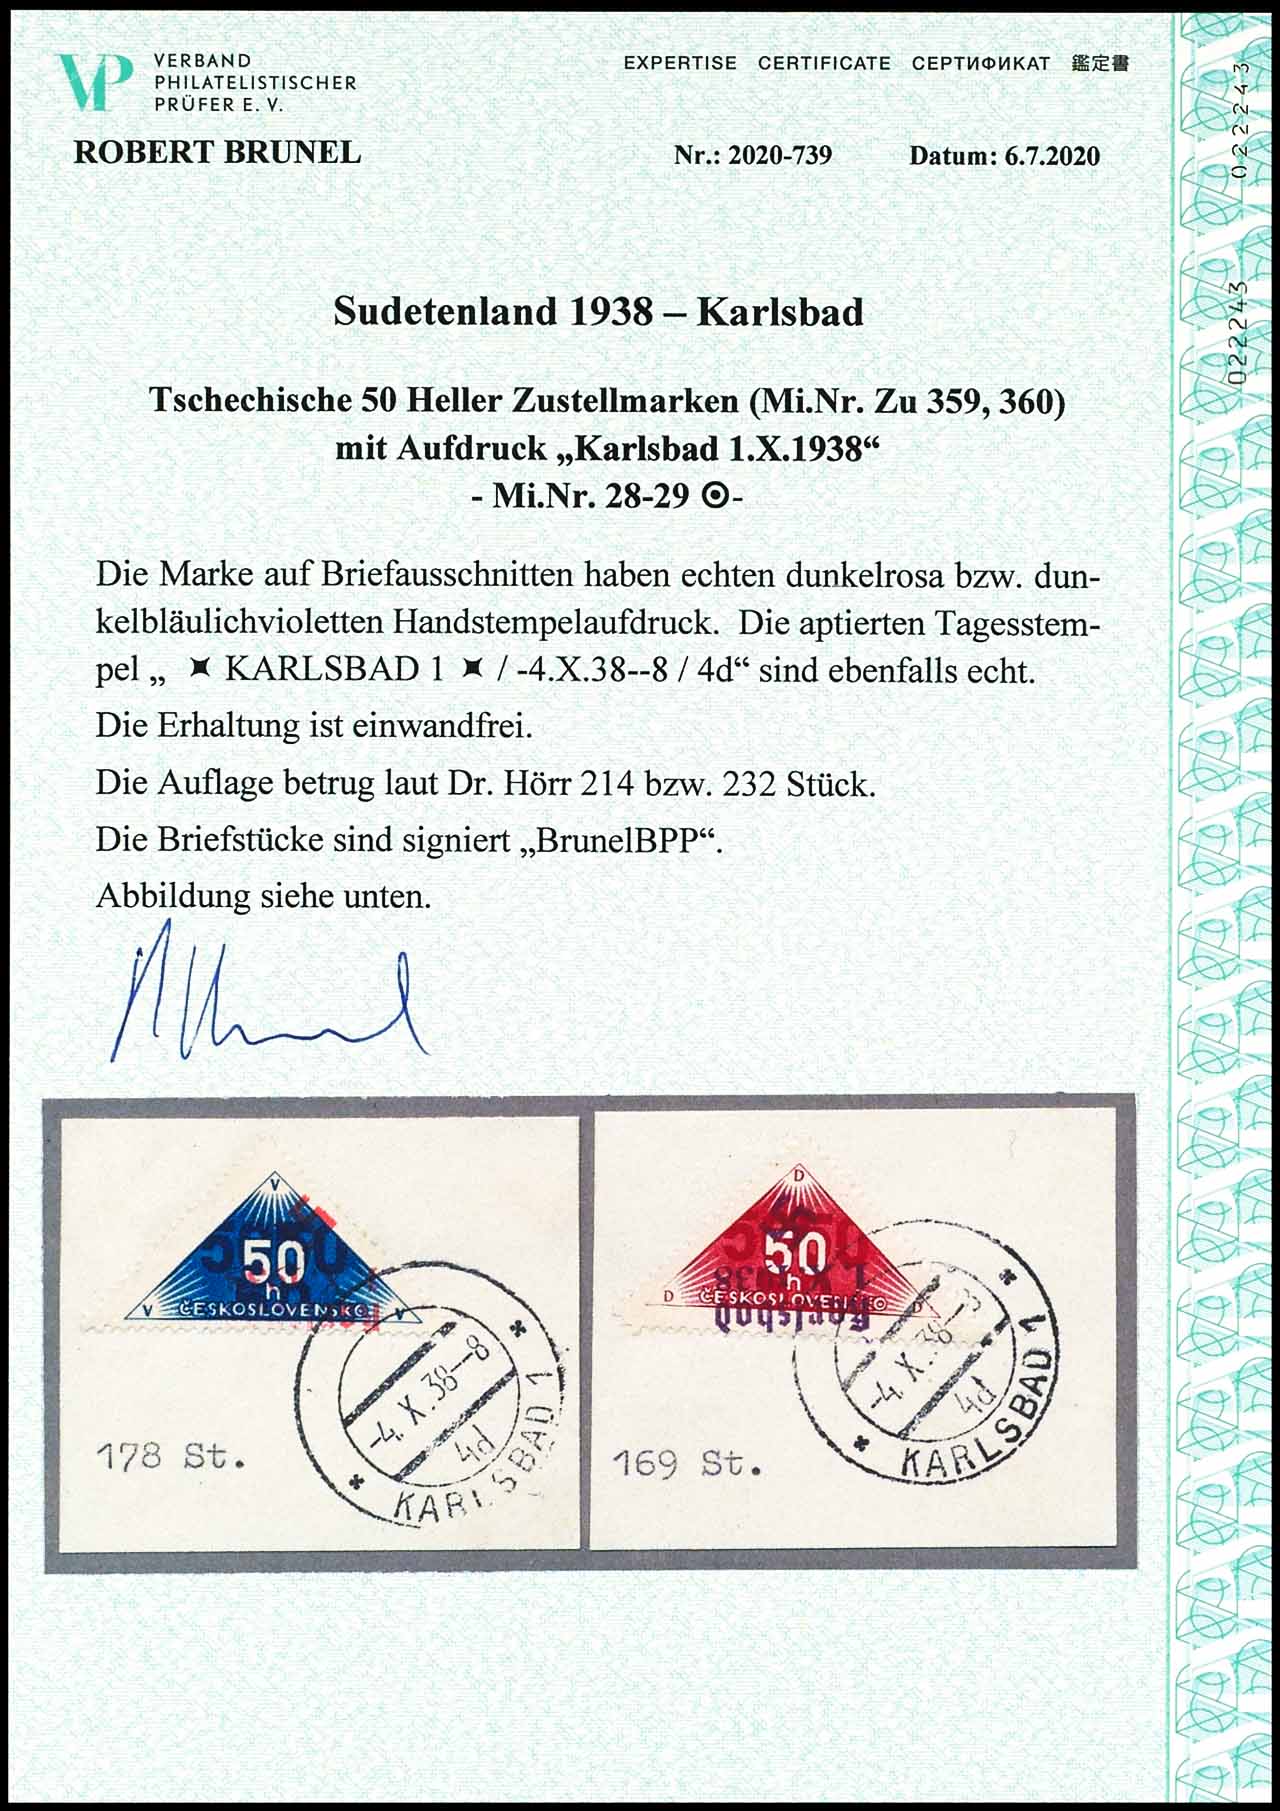 VP VERBAND
PHILATELISTISCHER
PRÜFER E. V.
EXPERTISE CERTIFICATE СЕРТИФИКАТ 鑑定書
ROBERT BRUNEL
Nr.: 2020-739 Datum: 6.7.2020
022243
022243
Sudetenland 1938 – Karlsbad
Tschechische 50 Heller Zustellmarken (Mi.Nr. Zu 359, 360)
mit Aufdruck „Karlsbad 1.X.1938“
- Mi.Nr. 28-29 ⊙-
Die Marke auf Briefausschnitten haben echten dunkelrosa bzw. dun-
kelbläulichvioletten Handstempelaufdruck. Die aptierten Tagesstem-
pel „ ✖ KARLSBAD 1 ✖ / -4.X.38--8 / 4d“ sind ebenfalls echt.
Die Erhaltung ist einwandfrei.
Die Auflage betrug laut Dr. Hörr 214 bzw. 232 Stück.
Die Briefstücke sind signiert „BrunelBPP“.
Abbildung siehe unten.
V
50
h
V ČESKOSLOVENSKO V
-4.X.38--8
4d
KARLSBAD 1
178 St.
D
50
h
D ČESKOSLOVENSKO D
Karlsbad
1 X 1938
-4.X.38--8
4d
KARLSBAD 1
169 St.